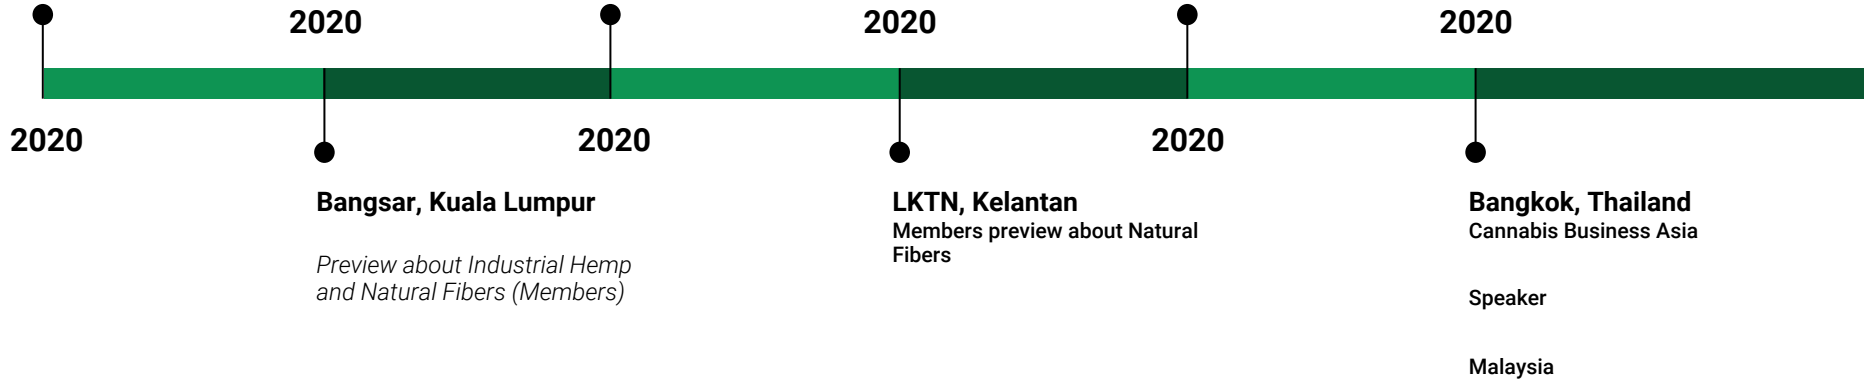 2020
2020
2020
2020
2020
2020
Bangsar, Kuala Lumpur
Preview about Industrial Hemp
and Natural Fibers (Members)
LKTN, Kelantan
Members preview about Natural
Fibers
Bangkok, Thailand
Cannabis Business Asia
Speaker
Malaysia